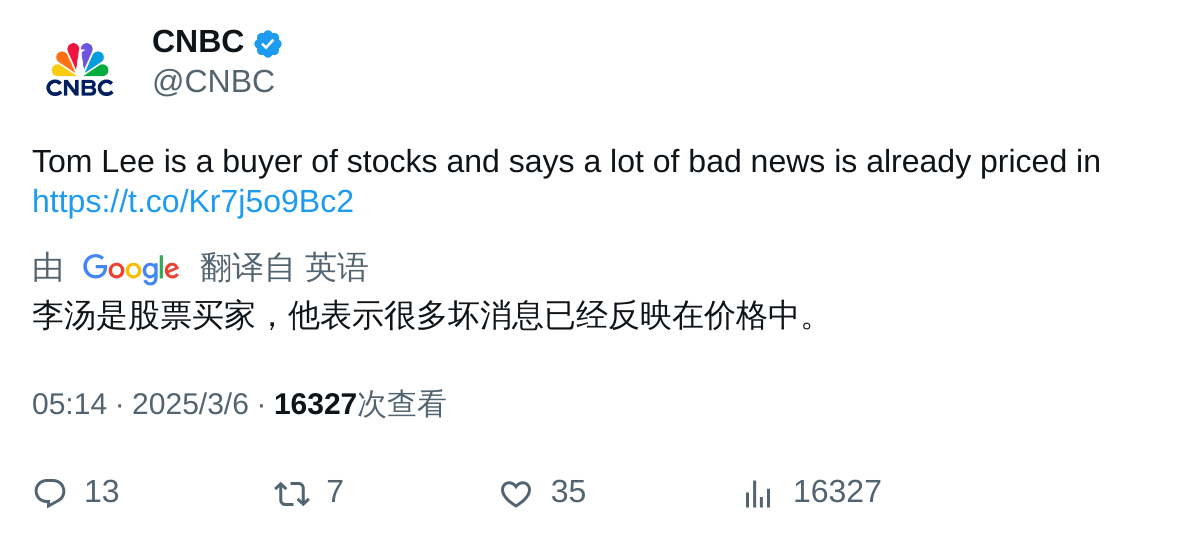 CNBC
CNBC
@CNBC
Tom Lee is a buyer of stocks and says a lot of bad news is already priced in
https://t.co/Kr7j5o9Bc2
由 Google 翻译自 英语
李汤是股票买家，他表示很多坏消息已经反映在价格中。
05:14 · 2025/3/6 · 16327次查看
13 7 35 16327